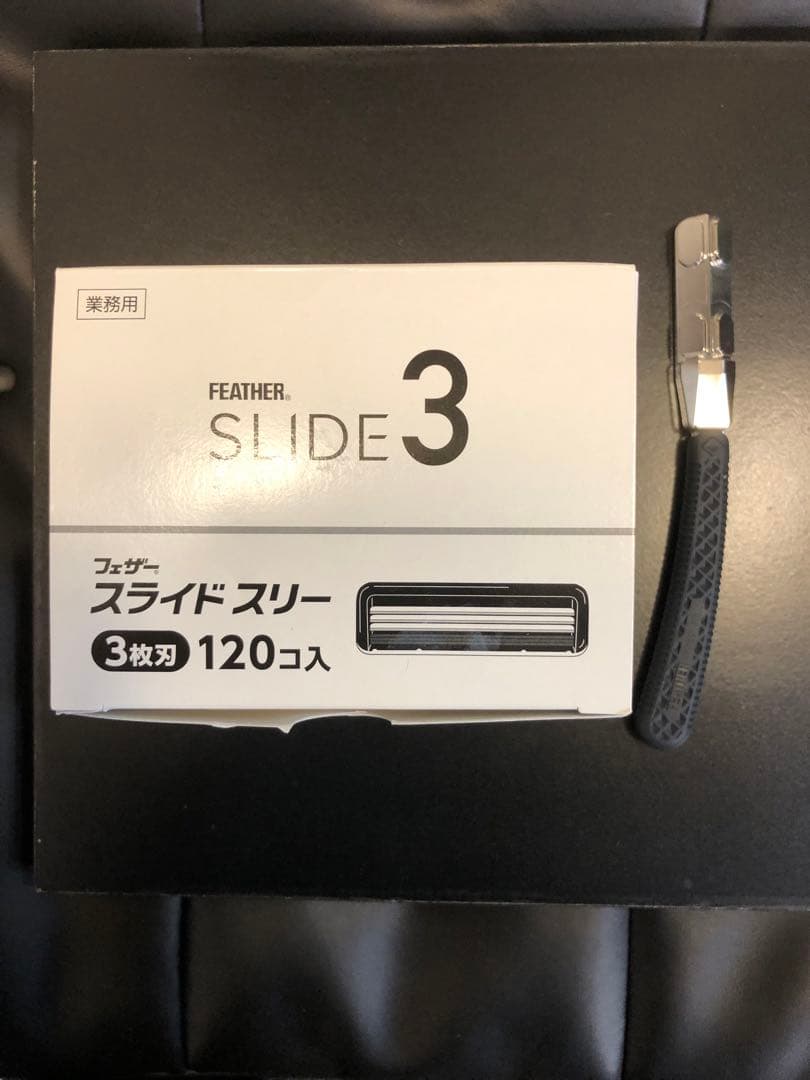 業務用
FEATHER®
SLIDE 3
フェザー®
スライド スリー
3枚刃 120コ入